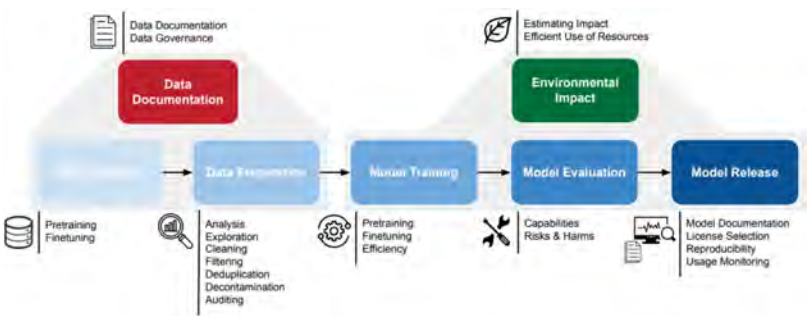 Data Documentation
Data Governance
Estimating Impact
Efficient Use of Resources
Data
Documentation
Environmental
Impact
Data Preparation
Model Training
Model Evaluation
Model Release
Pretraining
Finetuning
Analysis
Exploration
Cleaning
Filtering
Deduplication
Decontamination
Auditing
Pretraining
Finetuning
Efficiency
Capabilities
Risks & Harms
Model Documentation
License Selection
Reproducibility
Usage Monitoring